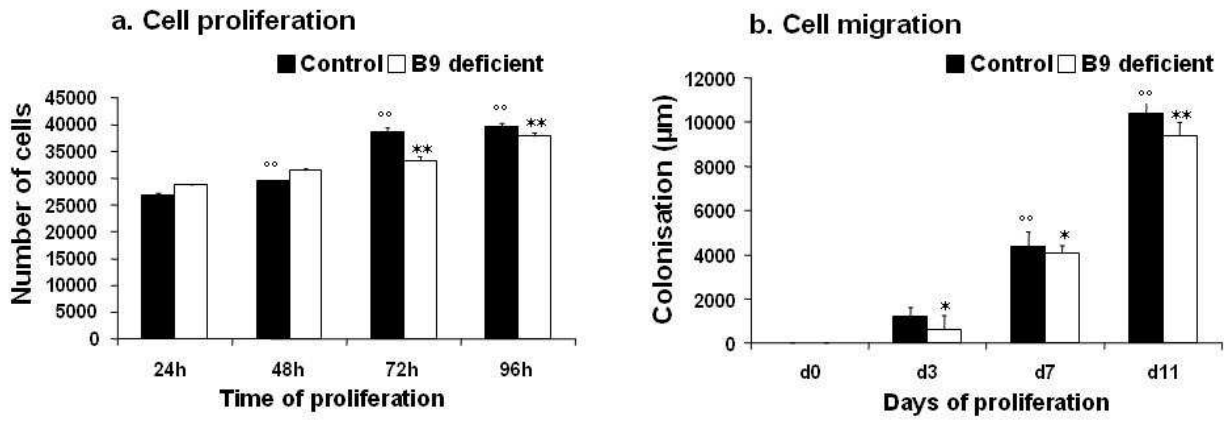 a. Cell proliferation
Control B9 deficient
Number of cells
45000
40000
35000
30000
25000
20000
15000
10000
5000
0
°° °° °°
** **
24h 48h 72h 96h
Time of proliferation
b. Cell migration
Control B9 deficient
Colonisation (µm)
12000
10000
8000
6000
4000
2000
0
°° °°
* * **
d0 d3 d7 d11
Days of proliferation